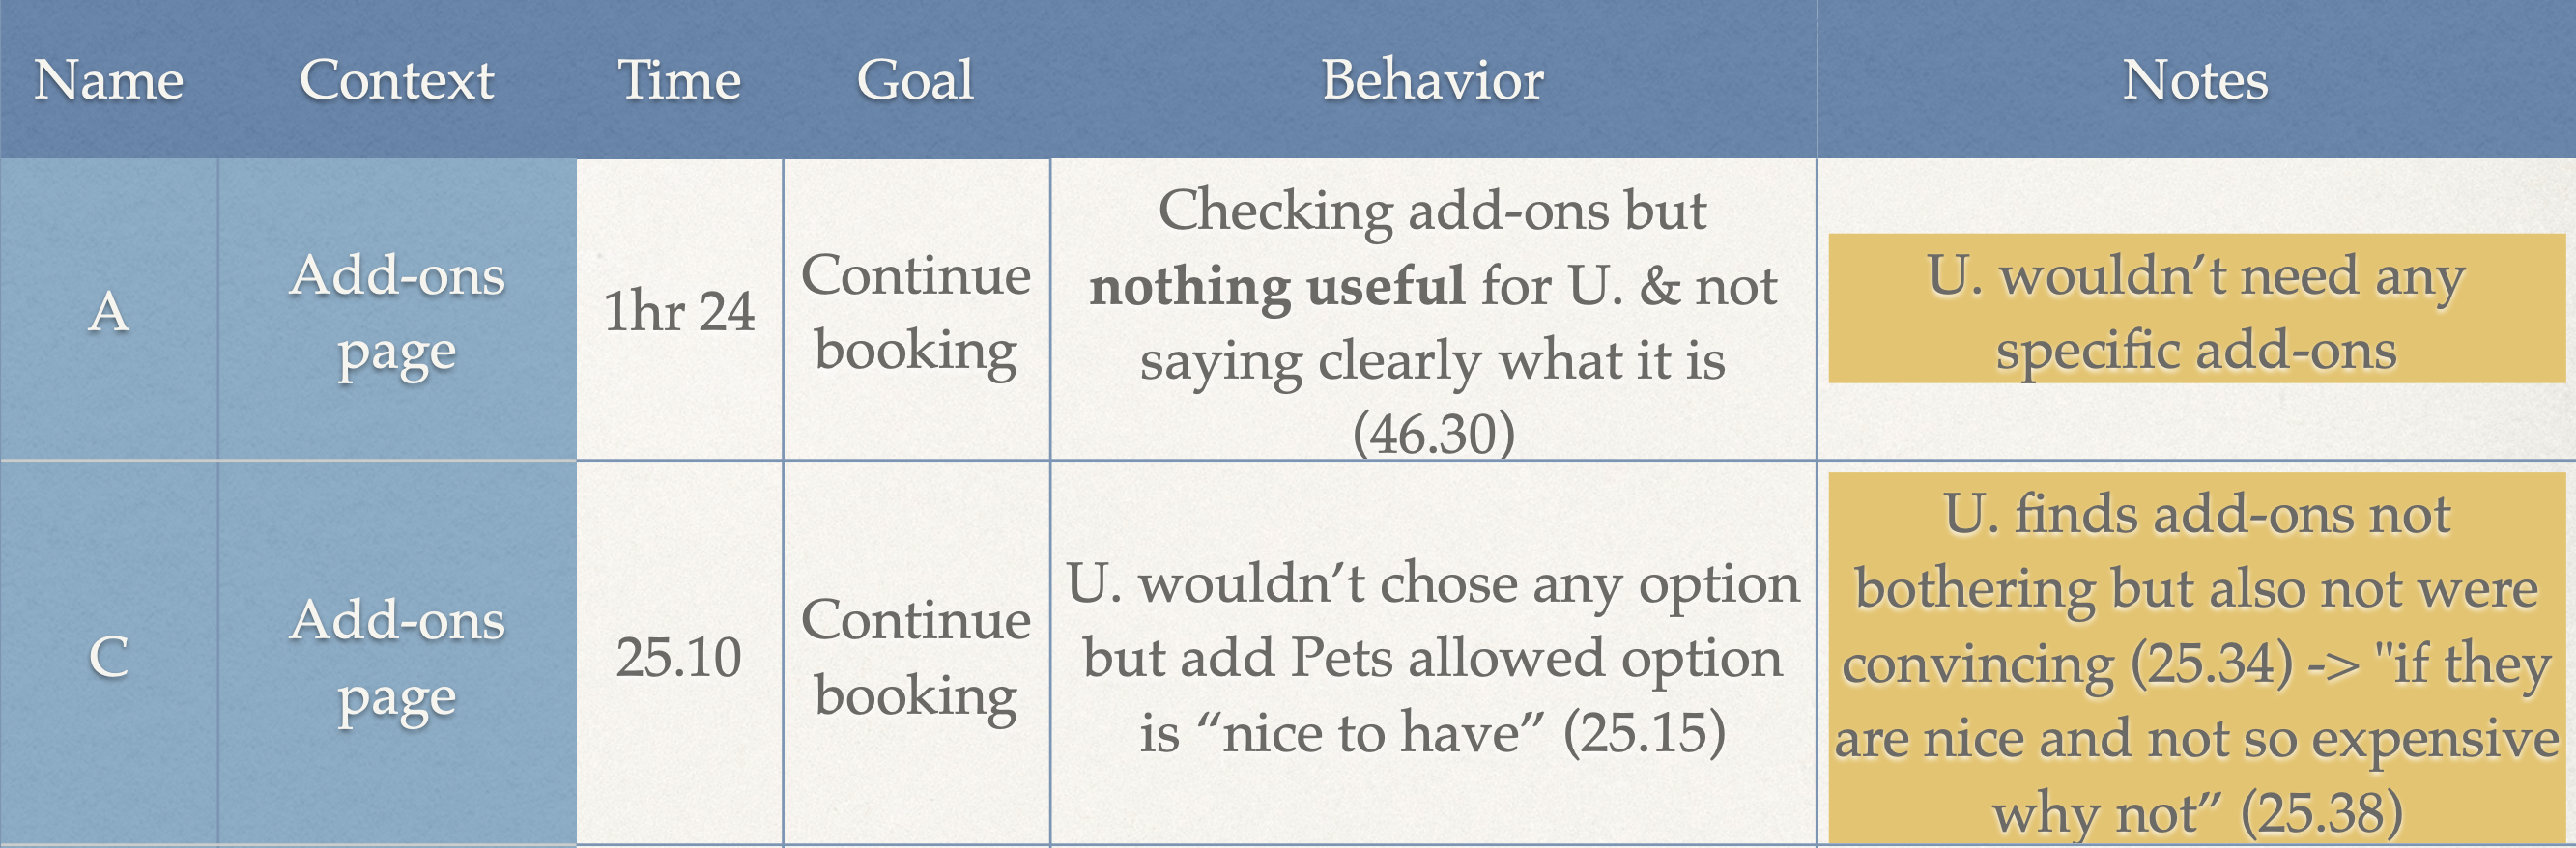 Name Context Time Goal Behavior Notes
A
Add-ons
page
1hr 24
Continue
booking
Checking add-ons but
nothing useful for U. & not
saying clearly what it is
(46.30)
U. wouldn’t need any
specific add-ons
C
Add-ons
page
25.10
Continue
booking
U. wouldn’t chose any option
but add Pets allowed option
is “nice to have” (25.15)
U. finds add-ons not
bothering but also not were
convincing (25.34) -> "if they
are nice and not so expensive
why not” (25.38)